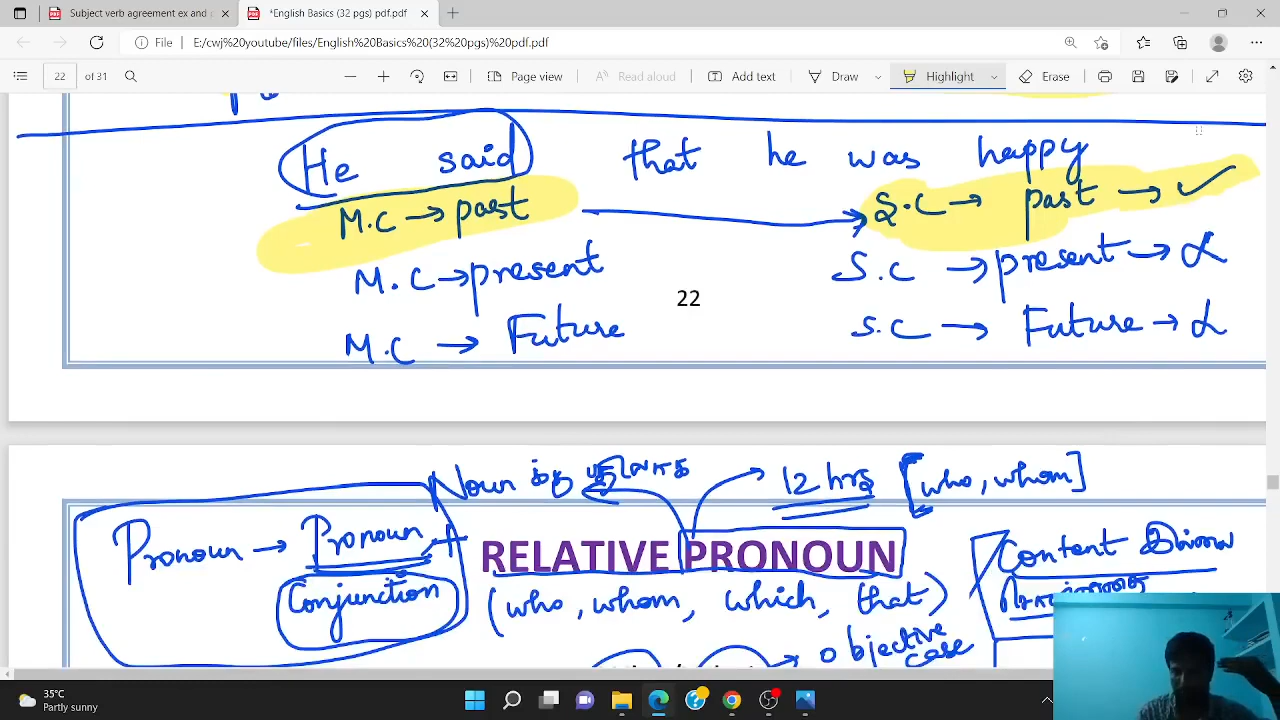 Subject verb agreement ex and
*English Basics (32 pgs) pdf.pdf
File E:/cwj%20youtube/files/English%20Basics%20(32%20pgs)%20pdf.pdf
22 of 31 Page view Read aloud Add text Draw Highlight Erase
He said that he was happy
M.C → past S.C → past → ✓
M.C → present S.C → present →
22
M.C → Future S.C → Future →
Noun 12 hrs [who, whom]
Pronoun → Pronoun +
Conjunction
RELATIVE PRONOUN
(who, whom, which, that)
Content
objective
case
35°C
Partly sunny